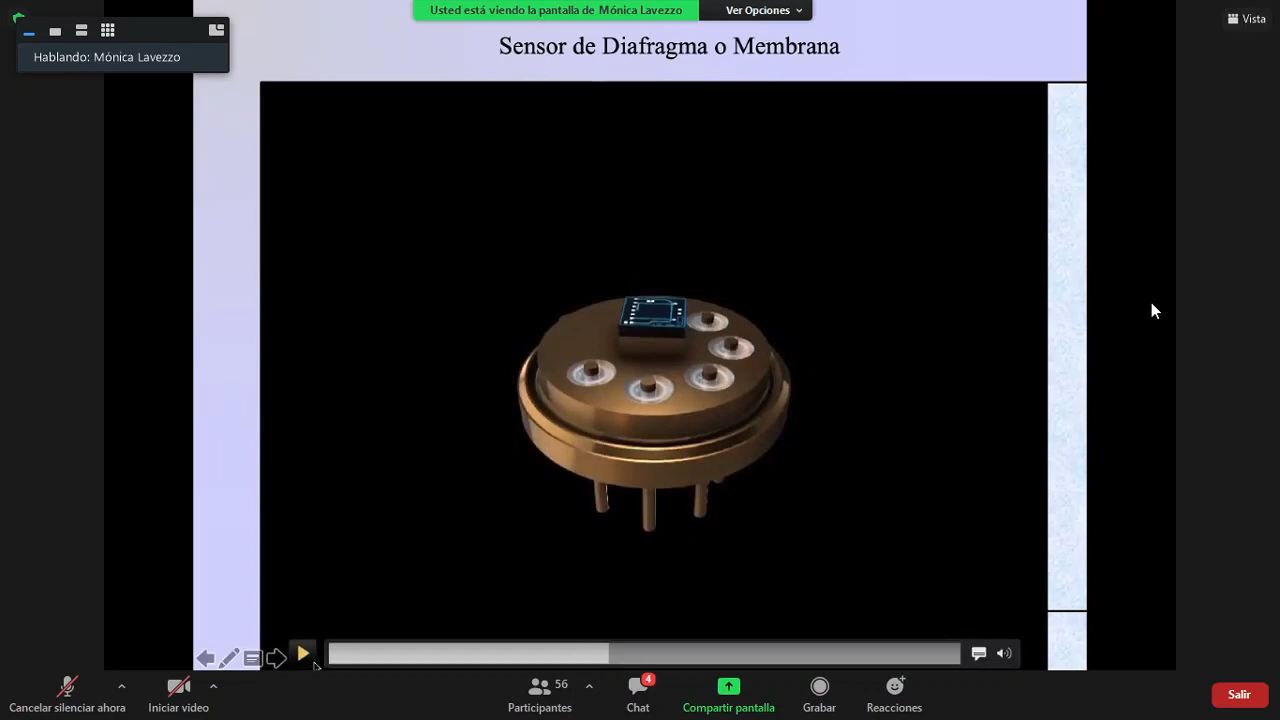 Usted está viendo la pantalla de Mónica Lavezzo
Ver Opciones
Vista
Hablando: Mónica Lavezzo
Sensor de Diafragma o Membrana
56
4
Cancelar silenciar ahora
Iniciar video
Participantes
Chat
Compartir pantalla
Grabar
Reacciones
Salir